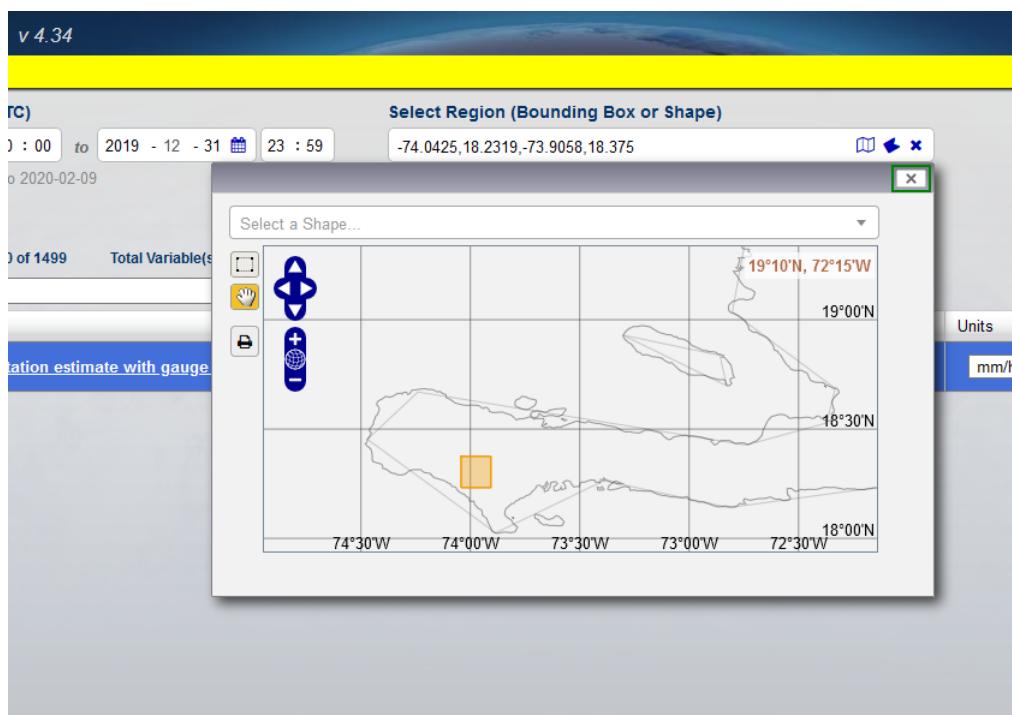 v 4.34
TC)
Select Region (Bounding Box or Shape)
: 00 to 2019 - 12 - 31 23 : 59
-74.0425,18.2319,-73.9058,18.375
o 2020-02-09
Select a Shape...
of 1499 Total Variable(s
19°10'N, 72°15'W
19°00'N
Units
tation estimate with gauge
mm/h
18°30'N
18°00'N
74°30'W 74°00'W 73°30'W 73°00'W 72°30'W